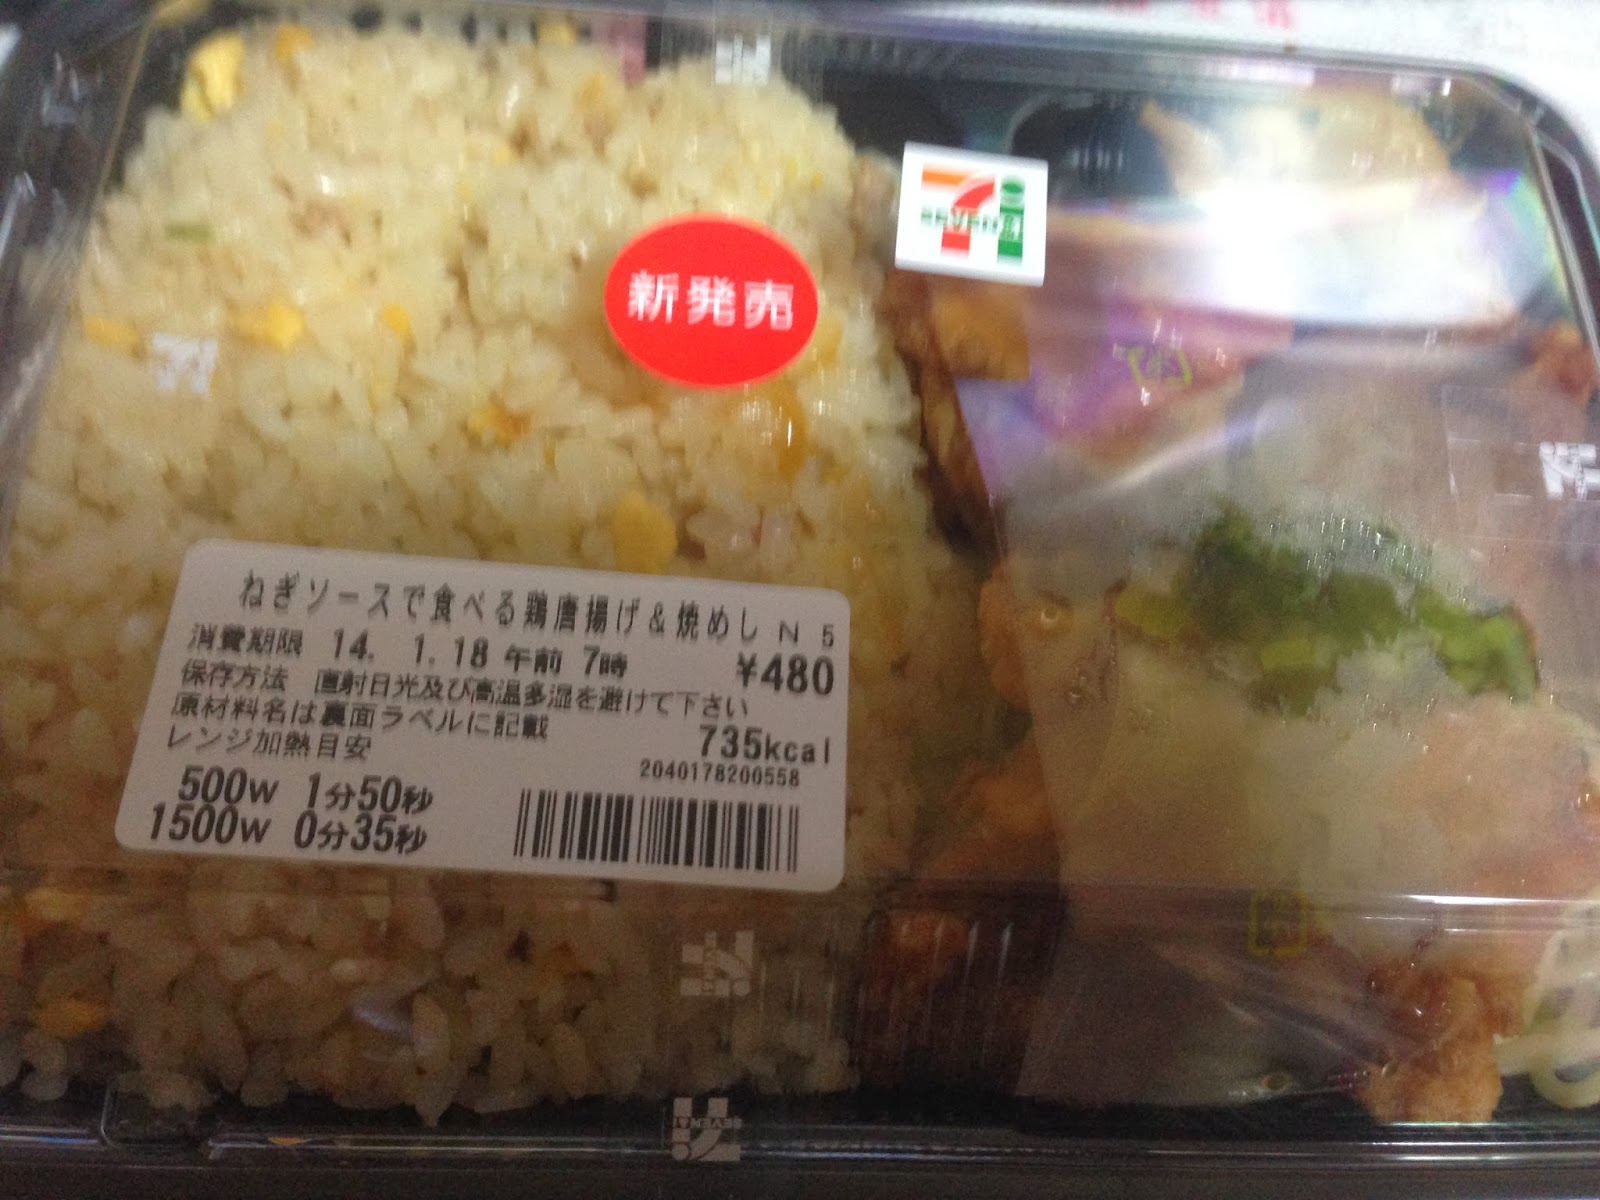 新発売
SEVEN
ねぎソースで食べる鶏唐揚げ＆焼めし N 5
消費期限 14. 1.18 午前 7時 ¥480
保存方法 直射日光及び高温多湿を避けて下さい
原材料名は裏面ラベルに記載
レンジ加熱目安 735kcal
2040178200558
500W 1分50秒
1500W 0分35秒